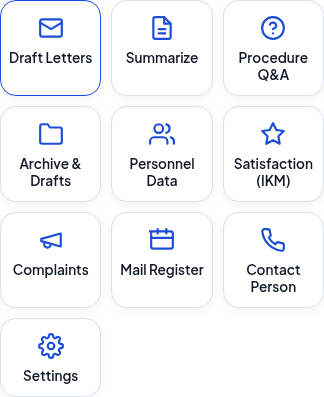 Draft Letters
Summarize
Procedure
Q&A
Archive &
Drafts
Personnel
Data
Satisfaction
(IKM)
Complaints
Mail Register
Contact
Person
Settings